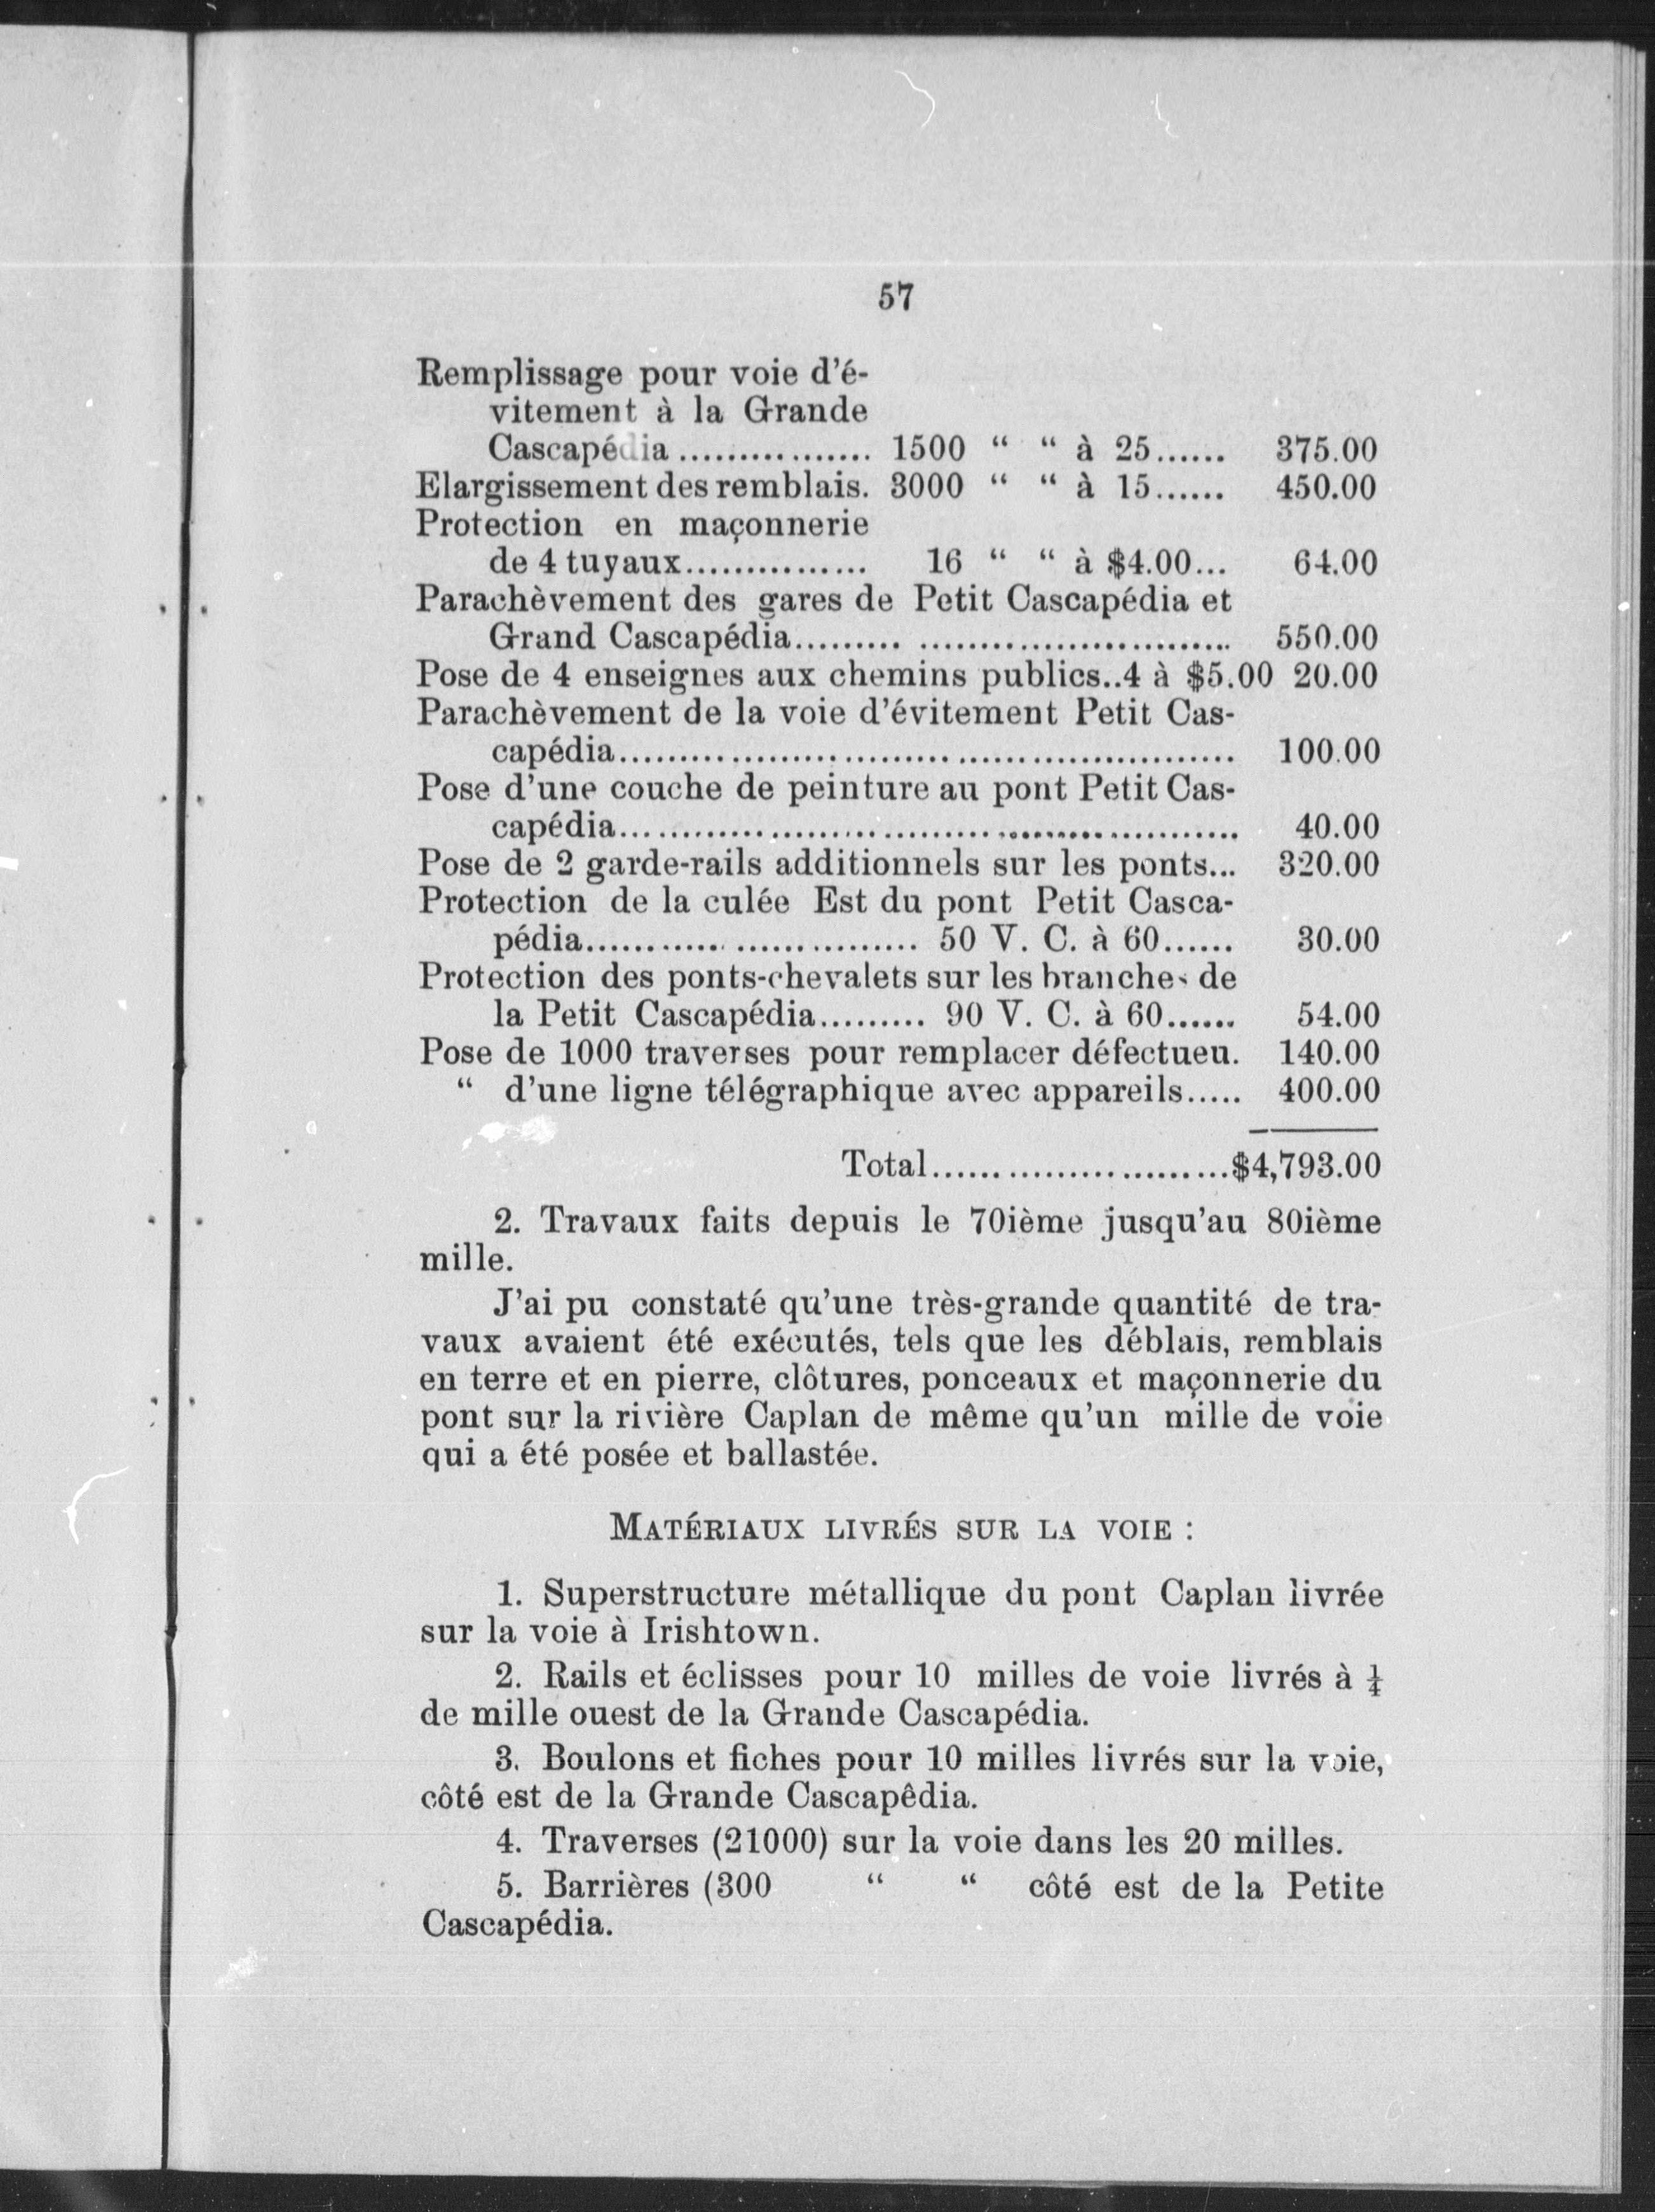 57
Remplissage pour voie d'é-
vitement à la Grande
Cascapédia ................ 1500 “ “ à 25...... 375.00
Elargissement des remblais. 3000 “ “ à 15...... 450.00
Protection en maçonnerie
de 4 tuyaux............... 16 “ “ à $4.00... 64.00
Parachèvement des gares de Petit Cascapédia et
Grand Cascapédia......... .......................... 550.00
Pose de 4 enseignes aux chemins publics..4 à $5.00 20.00
Parachèvement de la voie d'évitement Petit Cas-
capédia................................................... 100.00
Pose d'une couche de peinture au pont Petit Cas-
capédia................................................... 40.00
Pose de 2 garde-rails additionnels sur les ponts... 320.00
Protection de la culée Est du pont Petit Casca-
pédia............ ............... 50 V. C. à 60...... 30.00
Protection des ponts-chevalets sur les branches de
la Petit Cascapédia......... 90 V. C. à 60...... 54.00
Pose de 1000 traverses pour remplacer défectueu. 140.00
“ d'une ligne télégraphique avec appareils..... 400.00
Total........................$4,793.00
2. Travaux faits depuis le 70ième jusqu'au 80ième
mille.
J'ai pu constaté qu'une très-grande quantité de tra-
vaux avaient été exécutés, tels que les déblais, remblais
en terre et en pierre, clôtures, ponceaux et maçonnerie du
pont sur la rivière Caplan de même qu'un mille de voie
qui a été posée et ballastée.
MATÉRIAUX LIVRÉS SUR LA VOIE :
1. Superstructure métallique du pont Caplan livrée
sur la voie à Irishtown.
2. Rails et éclisses pour 10 milles de voie livrés à ¼
de mille ouest de la Grande Cascapédia.
3. Boulons et fiches pour 10 milles livrés sur la voie,
côté est de la Grande Cascapêdia.
4. Traverses (21000) sur la voie dans les 20 milles.
5. Barrières (300 “ “ côté est de la Petite
Cascapédia.